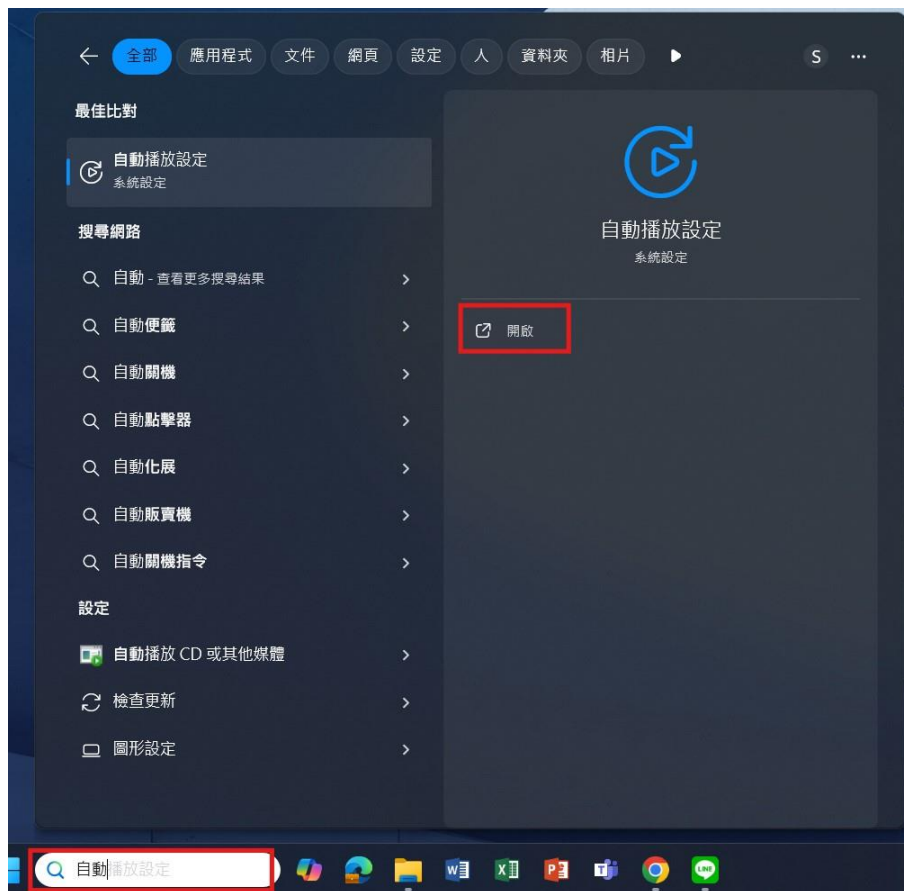 全部 應用程式 文件 網頁 設定 人 資料夾 相片 S ...
最佳比對
自動播放設定
系統設定
搜尋網路
自動 - 查看更多搜尋結果
自動便籤
自動關機
自動點擊器
自動化展
自動販賣機
自動關機指令
設定
自動播放 CD 或其他媒體
檢查更新
圖形設定
自動播放設定
系統設定
開啟
自動播放設定